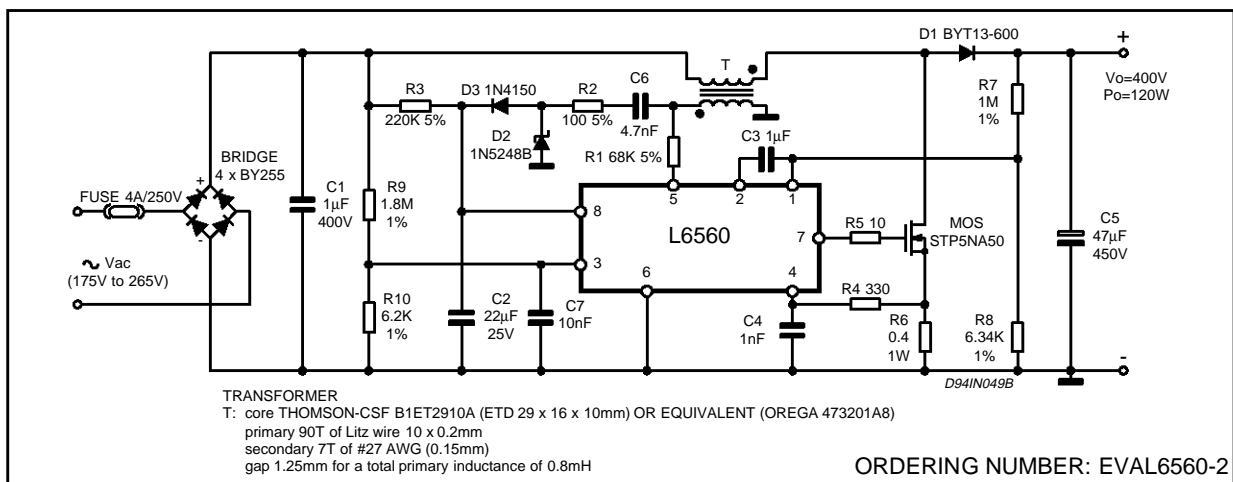 D1 BYT13-600
+
Vo=400V
Po=120W
T
R3
220K 5%
D3 1N4150
R2
100 5%
C6
4.7nF
R7
1M
1%
D2
1N5248B
R1 68K 5%
C3 1µF
BRIDGE
4 x BY255
FUSE 4A/250V
+
-
C1
1µF
400V
R9
1.8M
1%
5
2
1
8
L6560
7
3
6
4
R5 10
MOS
STP5NA50
C5
47µF
450V
Vac
(175V to 265V)
R10
6.2K
1%
C2
22µF
25V
C7
10nF
C4
1nF
R4 330
R6
0.4
1W
R8
6.34K
1%
-
D94IN049B
TRANSFORMER
T: core THOMSON-CSF B1ET2910A (ETD 29 x 16 x 10mm) OR EQUIVALENT (OREGA 473201A8)
primary 90T of Litz wire 10 x 0.2mm
secondary 7T of #27 AWG (0.15mm)
gap 1.25mm for a total primary inductance of 0.8mH
ORDERING NUMBER: EVAL6560-2